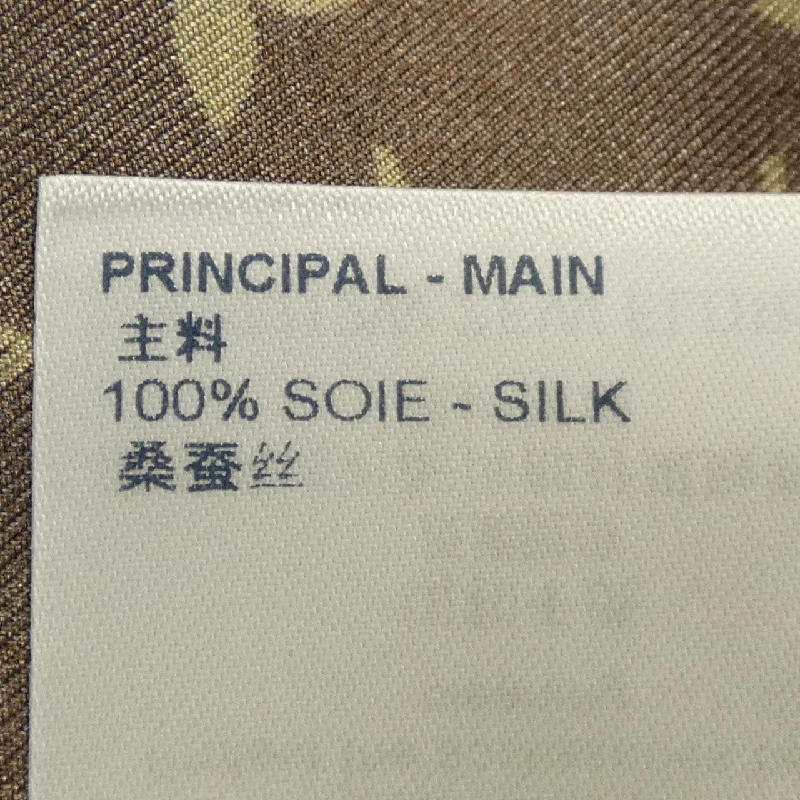 PRINCIPAL - MAIN
主料
100% SOIE - SILK
桑蚕丝